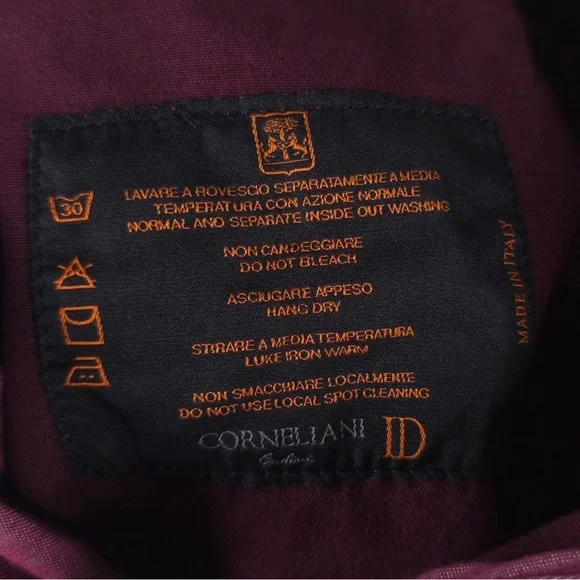 30
LAVARE A ROVESCIO SEPARATAMENTE A MEDIA
TEMPERATURA CON AZIONE NORMALE
NORMAL AND SEPARATE INSIDE OUT WASHING
NON CANDEGGIARE
DO NOT BLEACH
ASCIUGARE APPESO
HANG DRY
STIRARE A MEDIA TEMPERATURA
LUKE IRON WARM
NON SMACCHIARE LOCALMENTE
DO NOT USE LOCAL SPOT CLEANING
CORNELIANI ID
MADE IN ITALY